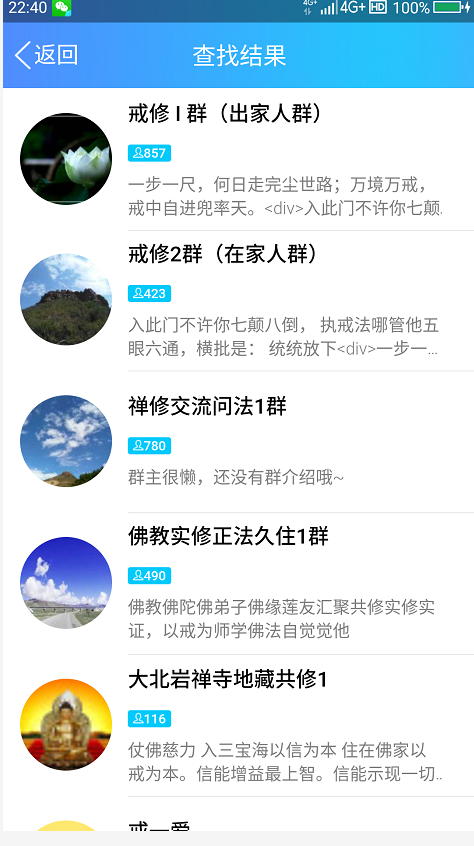 22:40 4G+ 4G+ HD 100%
返回 查找结果
戒修 I 群（出家人群）
857
一步一尺，何日走完尘世路；万境万戒，
戒中自进兜率天。<div>入此门不许你七颠.
戒修2群（在家人群）
423
入此门不许你七颠八倒， 执戒法哪管他五
眼六通，横批是： 统统放下<div>一步一...
禅修交流问法1群
780
群主很懒，还没有群介绍哦~
佛教实修正法久住1群
490
佛教佛陀佛弟子佛缘莲友汇聚共修实修实
证，以戒为师学佛法自觉觉他
大北岩禅寺地藏共修1
116
仗佛慈力 入三宝海以信为本 住在佛家以
戒为本。信能增益最上智。信能示现一切..
戒一爱